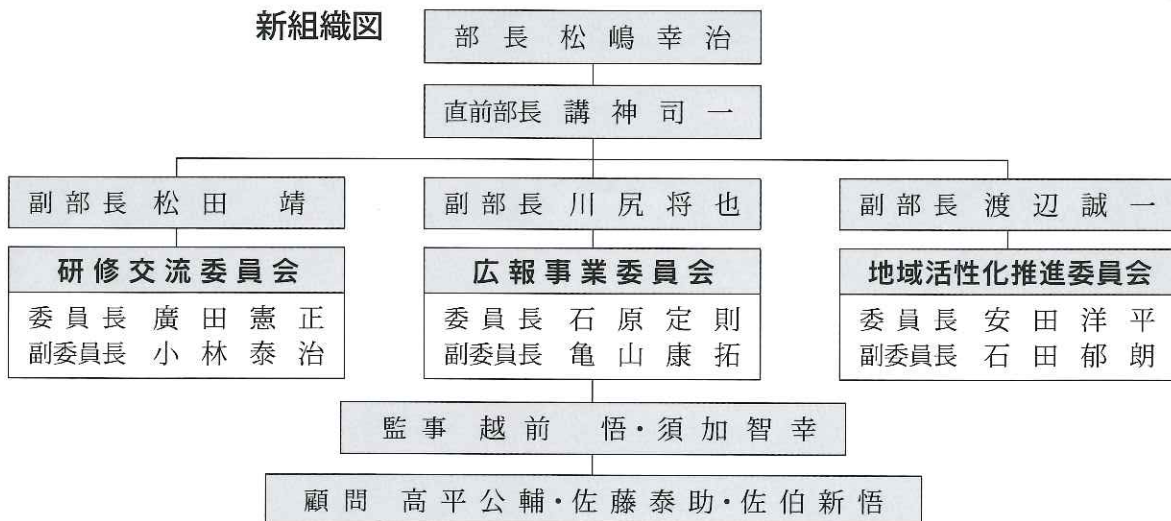 新組織図
部長 松嶋幸治
直前部長 講神司一
副部長 松田 靖
副部長 川尻将也
副部長 渡辺誠一
研修交流委員会
委員長 廣田憲正
副委員長 小林泰治
広報事業委員会
委員長 石原定則
副委員長 亀山康拓
地域活性化推進委員会
委員長 安田洋平
副委員長 石田郁朗
監事 越前 悟・須加智幸
顧問 高平公輔・佐藤泰助・佐伯新悟